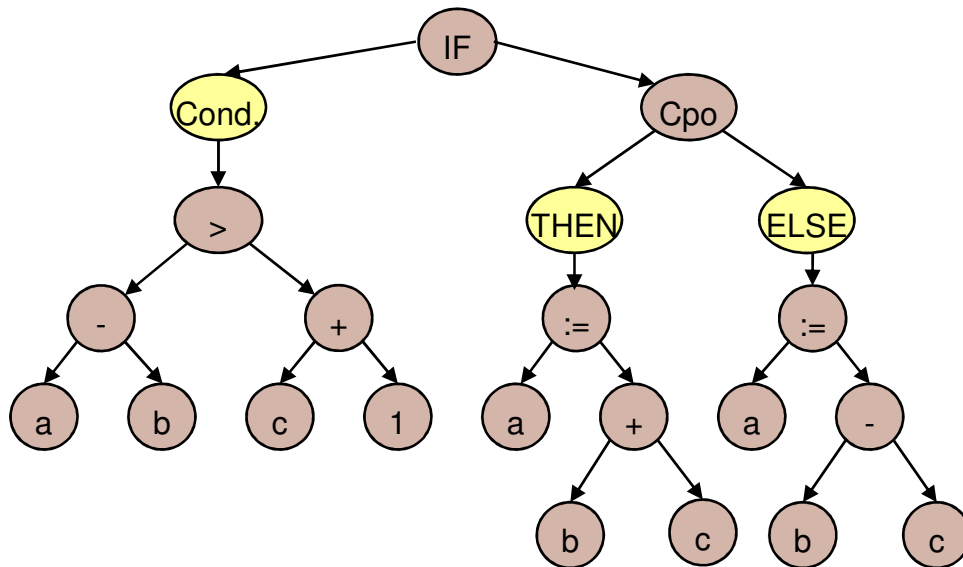 IF
Cond.
Cpo
>
THEN
ELSE
-
+
:=
:=
a
b
c
1
a
+
a
-
b
c
b
c